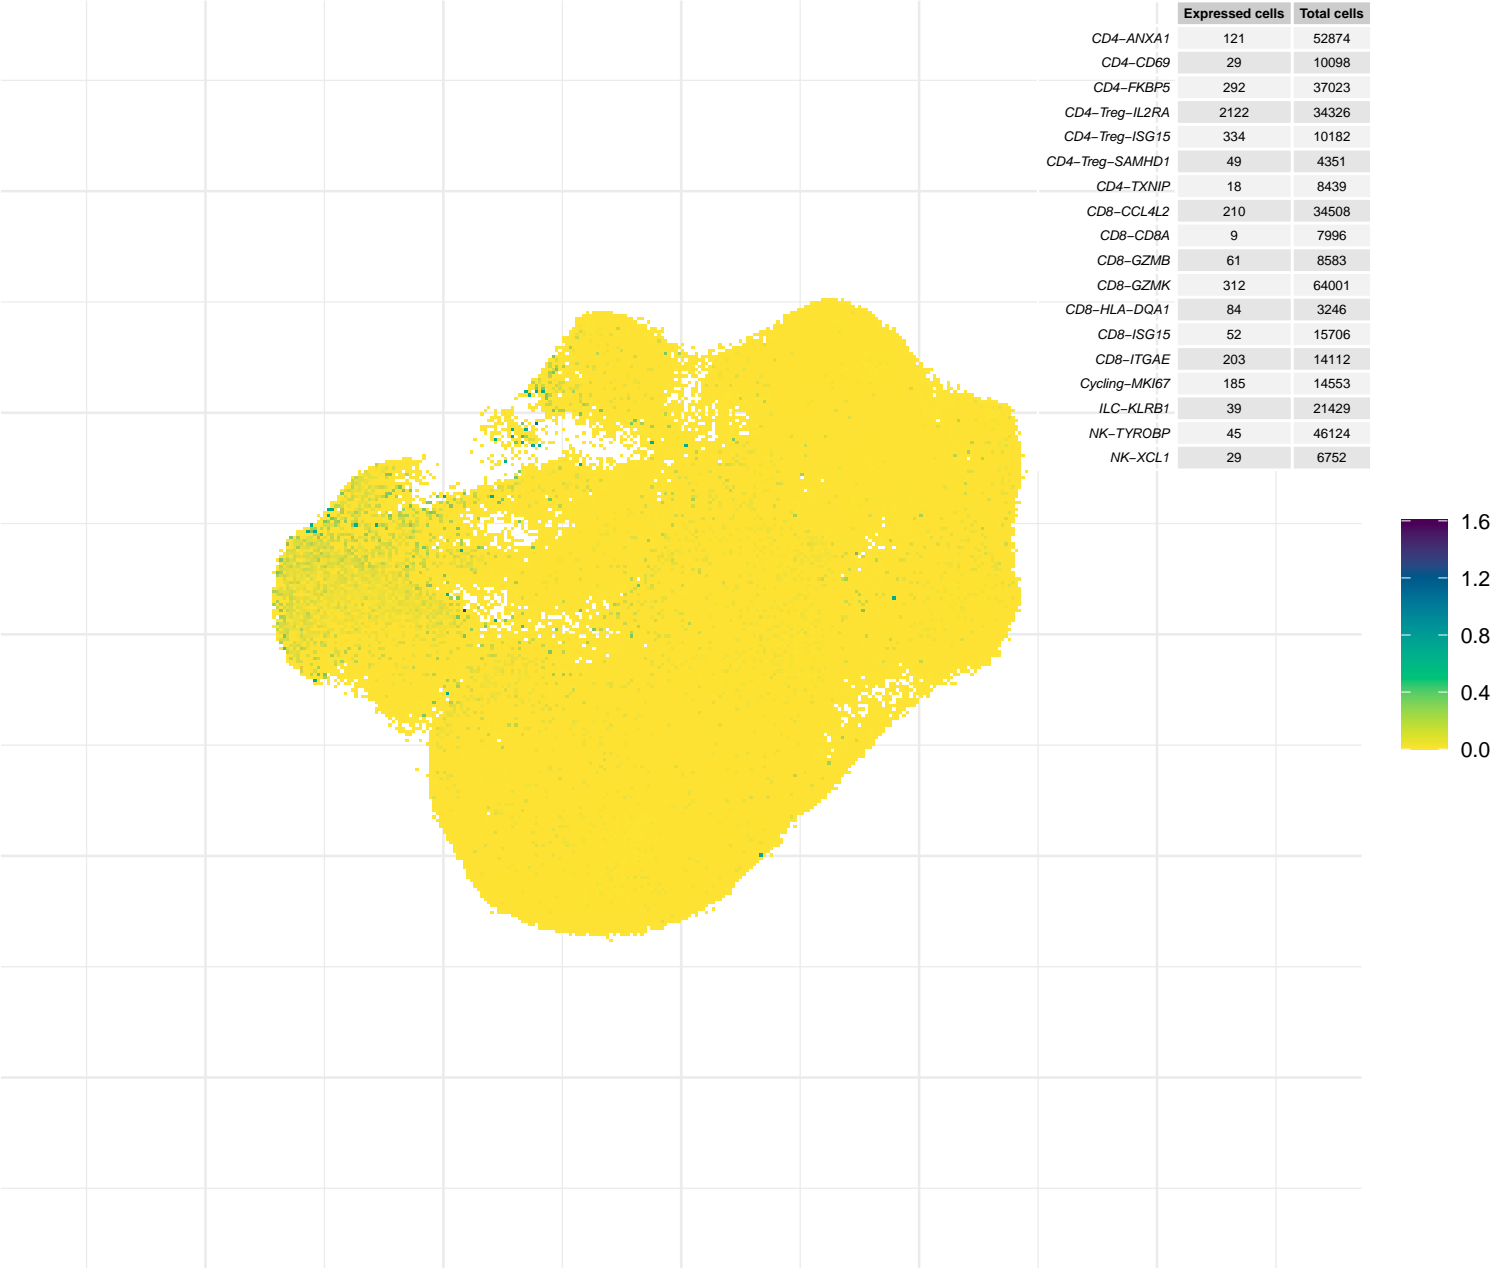 Expressed cells Total cells
CD4−ANXA1 121 52874
CD4−CD69 29 10098
CD4−FKBP5 292 37023
CD4−Treg−IL2RA 2122 34326
CD4−Treg−ISG15 334 10182
CD4−Treg−SAMHD1 49 4351
CD4−TXNIP 18 8439
CD8−CCL4L2 210 34508
CD8−CD8A 9 7996
CD8−GZMB 61 8583
CD8−GZMK 312 64001
CD8−HLA−DQA1 84 3246
CD8−ISG15 52 15706
CD8−ITGAE 203 14112
Cycling−MKI67 185 14553
ILC−KLRB1 39 21429
NK−TYROBP 45 46124
NK−XCL1 29 6752
1.6
1.2
0.8
0.4
0.0